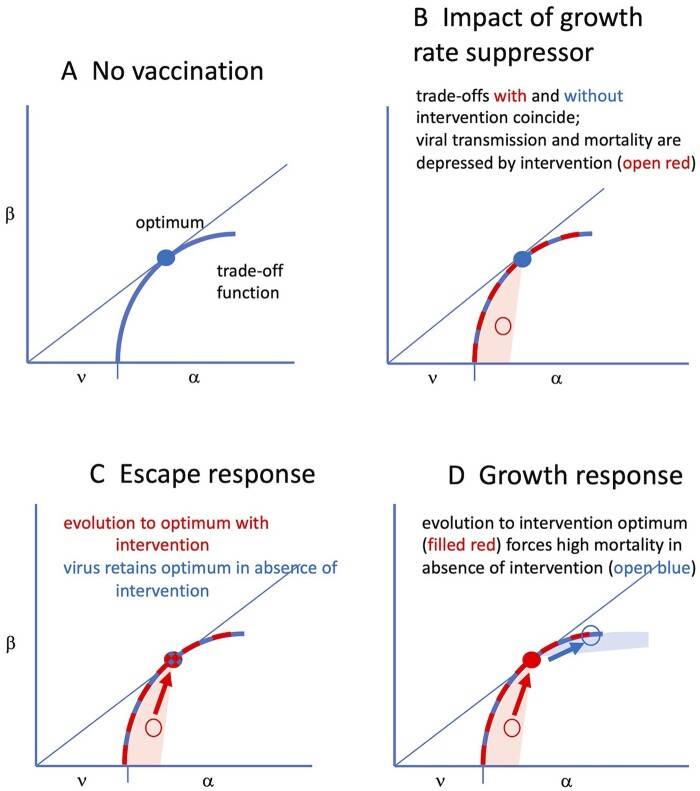 A No vaccination
β
optimum
trade-off
function
ν
α
B Impact of growth
rate suppressor
trade-offs with and without
intervention coincide;
viral transmission and mortality are
depressed by intervention (open red)
ν
α
C Escape response
evolution to optimum with
intervention
virus retains optimum in absence of
intervention
β
ν
α
D Growth response
evolution to intervention optimum
(filled red) forces high mortality in
absence of intervention (open blue)
ν
α